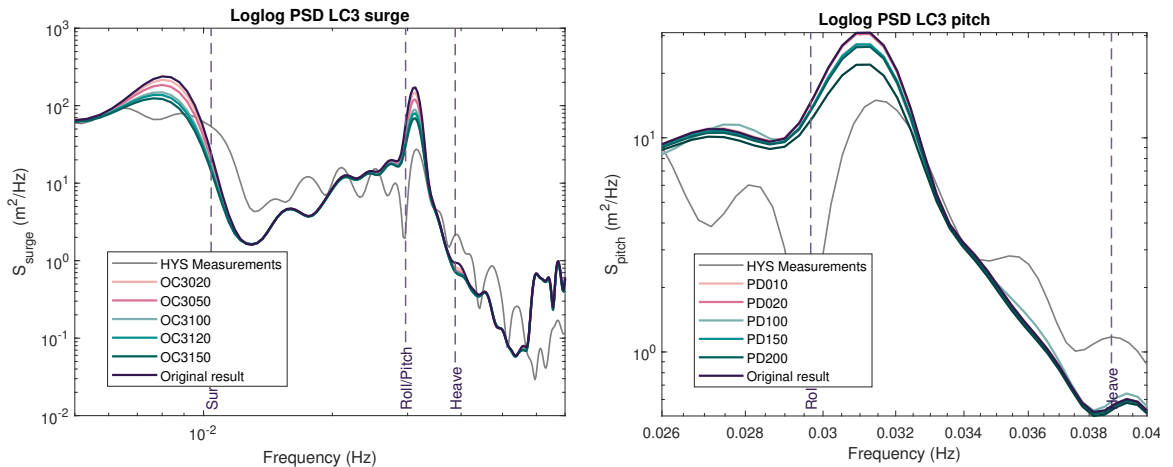 Loglog PSD LC3 surge
10^3
10^2
10^1
10^0
10^-1
10^-2
S_surge (m^2/Hz)
HYS Measurements
OC3020
OC3050
OC3100
OC3120
OC3150
Original result
Sur
Roll/Pitch
Heave
10^-2
Frequency (Hz)
Loglog PSD LC3 pitch
10^1
10^0
S_pitch (m^2/Hz)
HYS Measurements
PD010
PD020
PD100
PD150
PD200
Original result
Rol
Heave
0.026
0.028
0.03
0.032
0.034
0.036
0.038
0.04
Frequency (Hz)